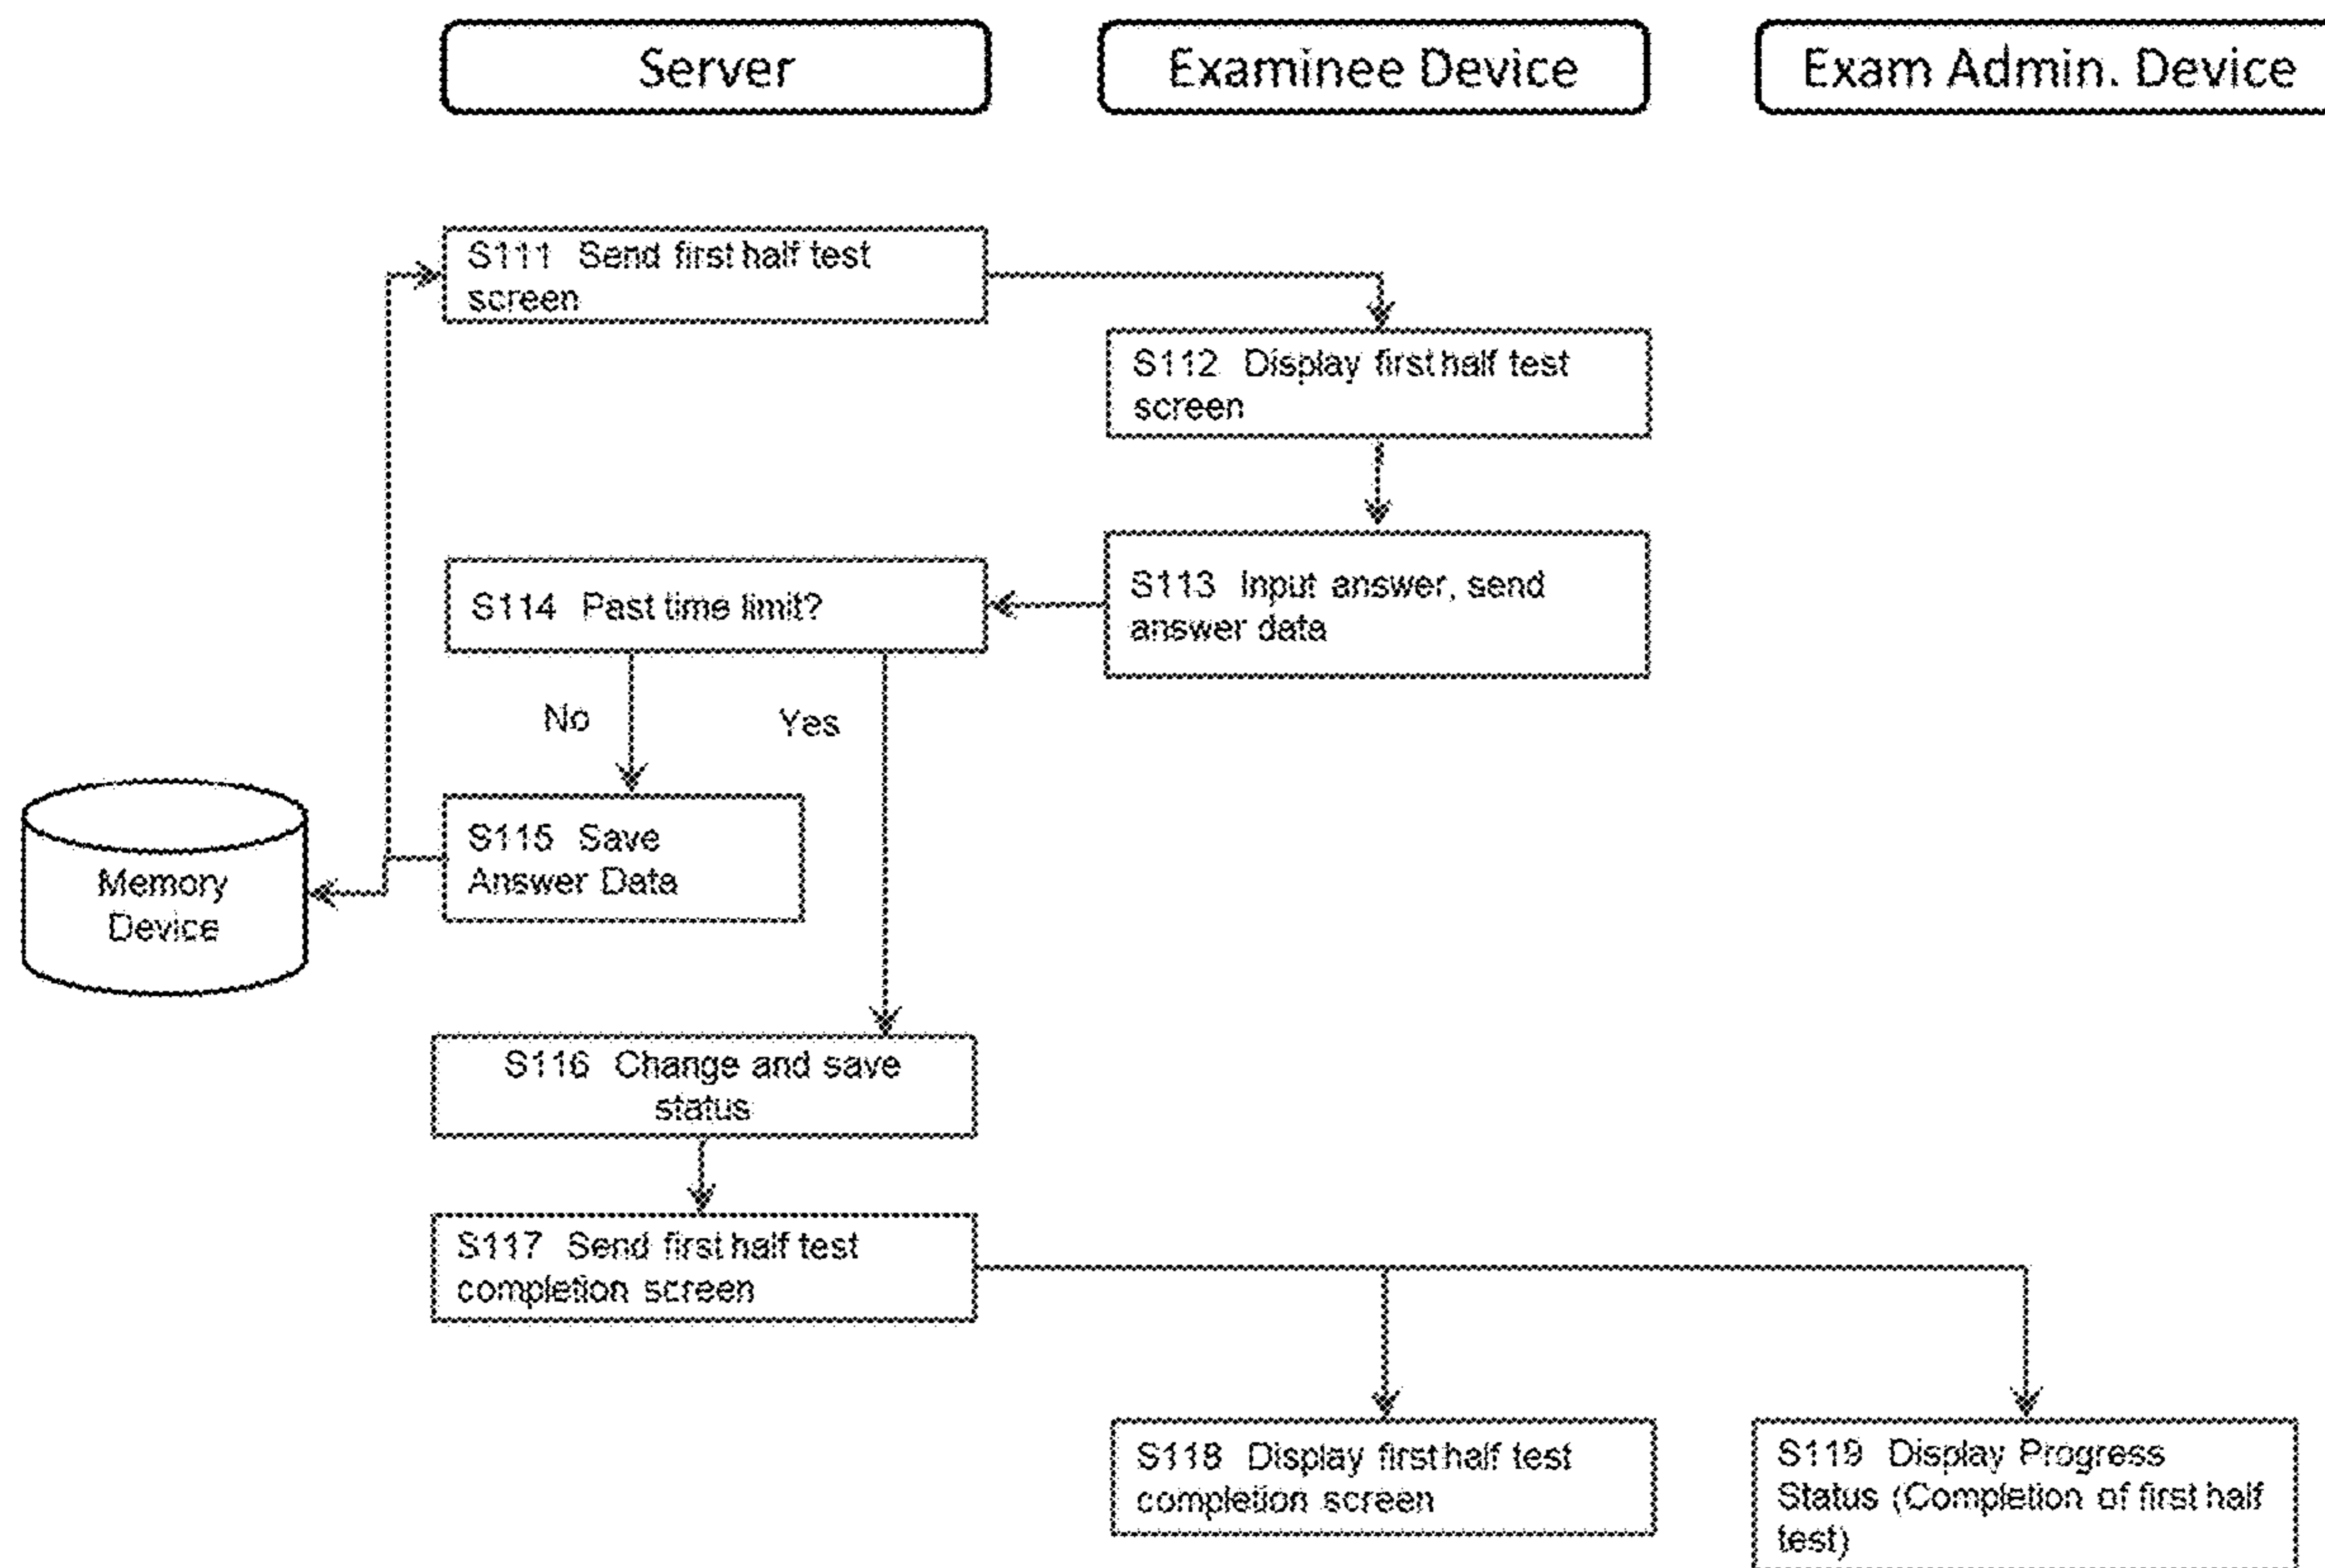 Server
Examinee Device
Exam Admin. Device
S111 Send first half test
screen
S112 Display first half test
screen
S113 Input answer, send
answer data
S114 Past time limit?
No
Yes
S115 Save
Answer Data
Memory
Device
S116 Change and save
status
S117 Send first half test
completion screen
S118 Display first half test
completion screen
S119 Display Progress
Status (Completion of first half
test)